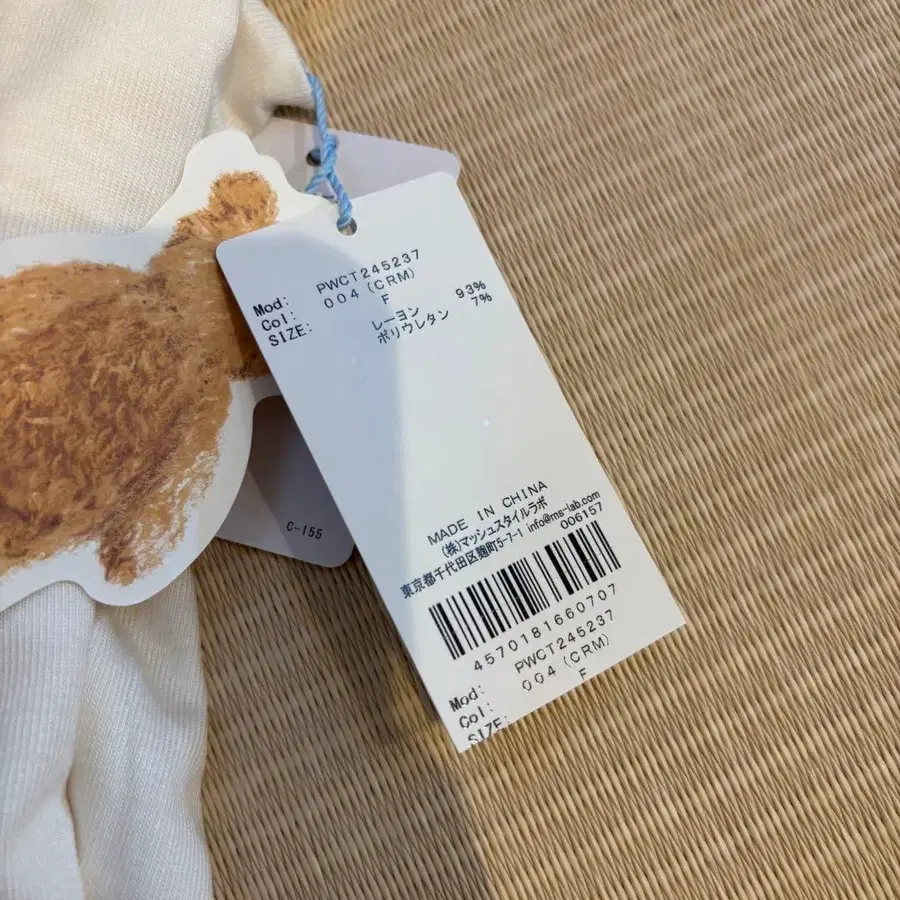 Mod: PWCT245237
Col: 004 (CRM)
SIZE: F
レーヨン 93%
ポリウレタン 7%
MADE IN CHINA
(株)マッシュスタイルラボ
東京都千代田区麹町5-7-1 info@ms-lab.com
006157
4570181660707
Mod: PWCT245237
Col: 004 (CRM)
SIZE: F
C-155